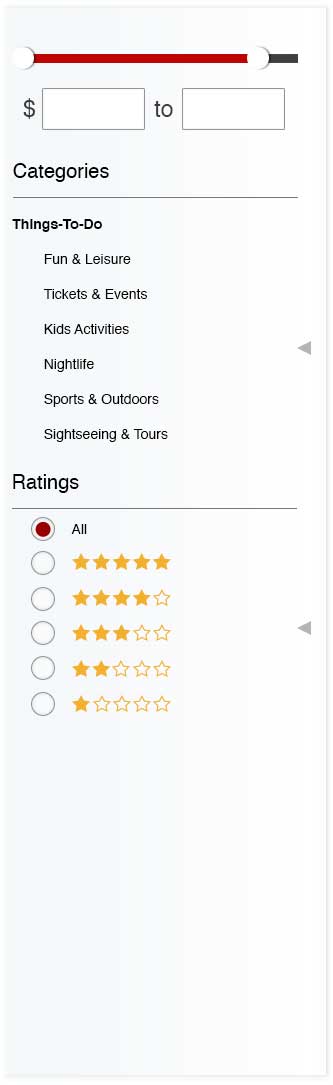 $ to
Categories
Things-To-Do
Fun & Leisure
Tickets & Events
Kids Activities
Nightlife
Sports & Outdoors
Sightseeing & Tours
Ratings
All